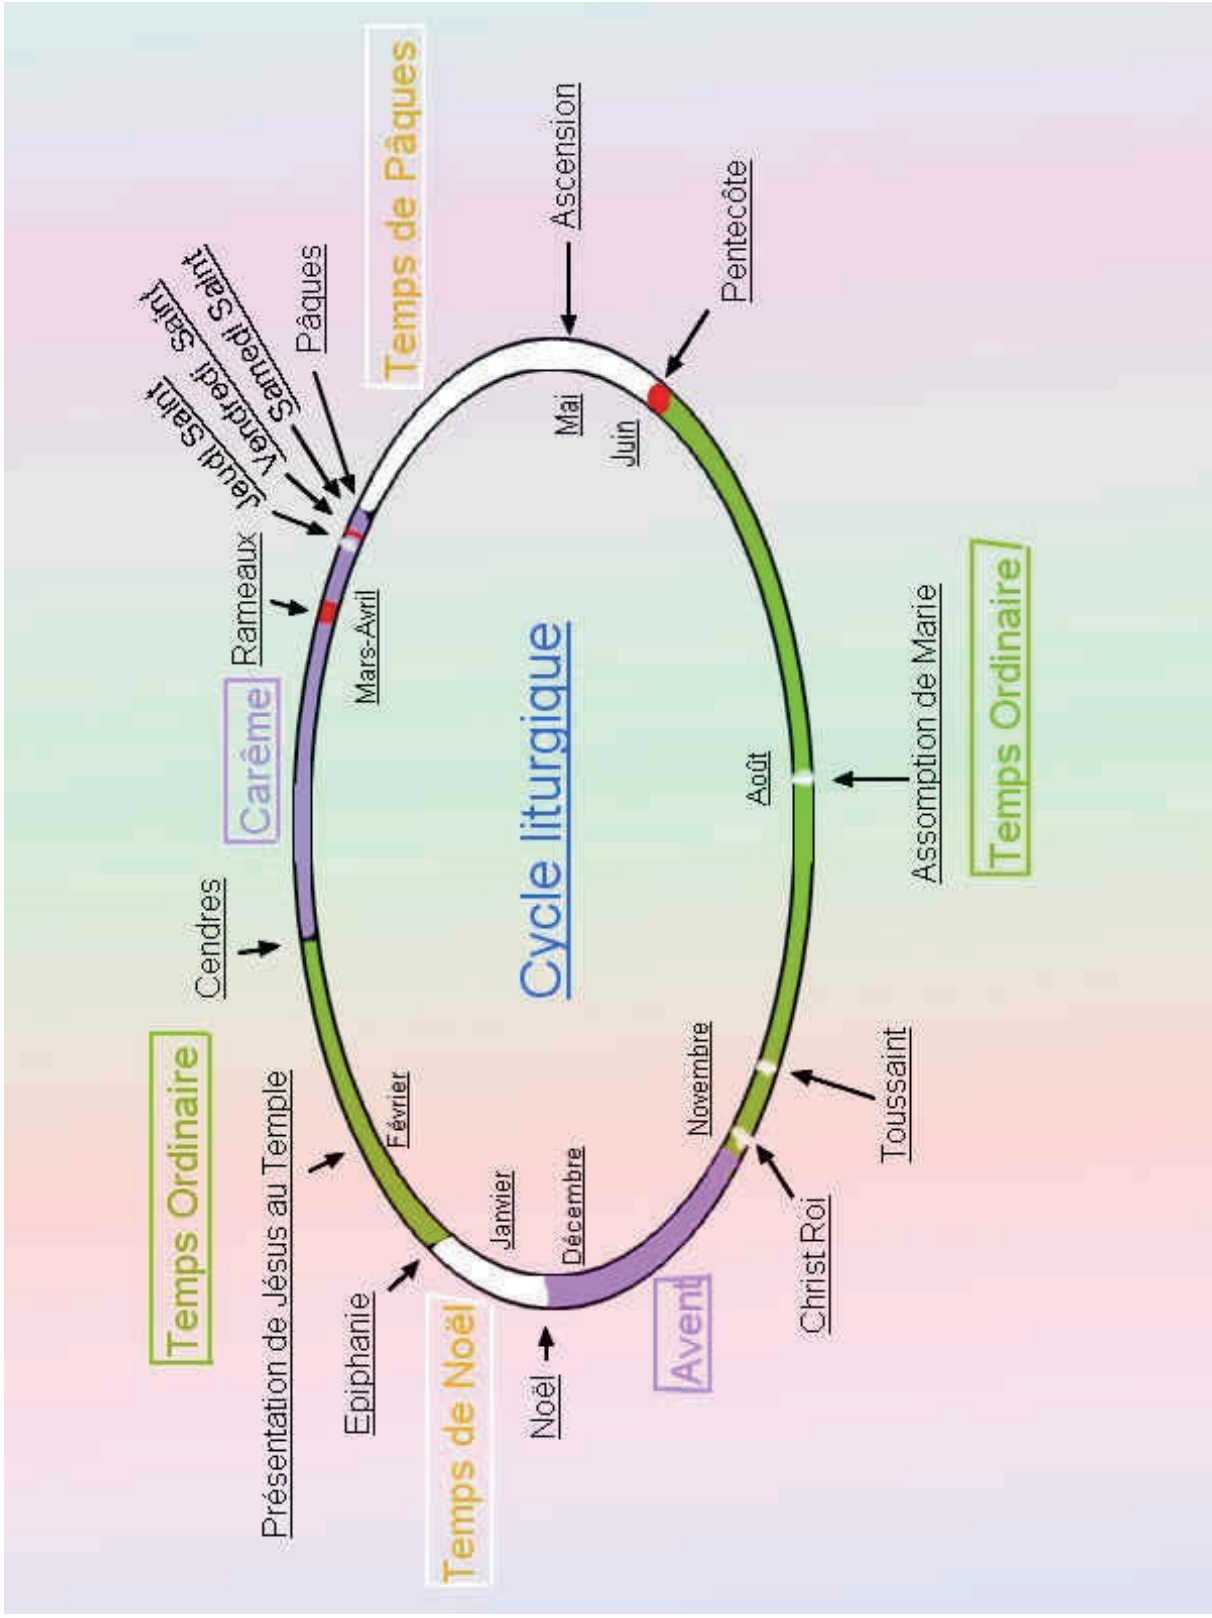 Cycle liturgique
Temps de Noël
Noël
Décembre
Janvier
Epiphanie
Temps Ordinaire
Présentation de Jésus au Temple
Février
Cendres
Carême
Mars-Avril
Rameaux
Jeudi Saint
Vendredi Saint
Samedi Saint
Pâques
Temps de Pâques
Ascension
Mai
Juin
Pentecôte
Temps Ordinaire
Août
Assomption de Marie
Novembre
Toussaint
Christ Roi
Avent